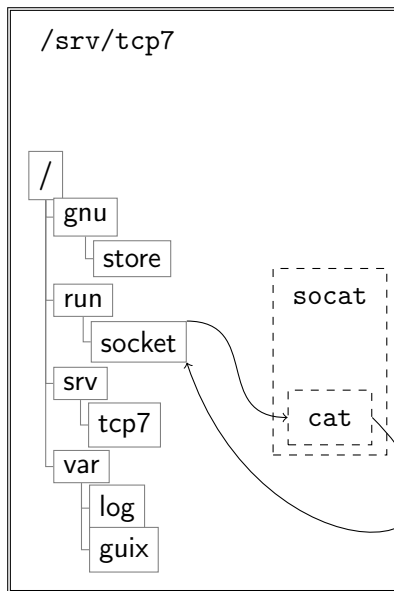 /srv/tcp7
/
gnu
store
run
socket
srv
tcp7
var
log
guix
socat
cat